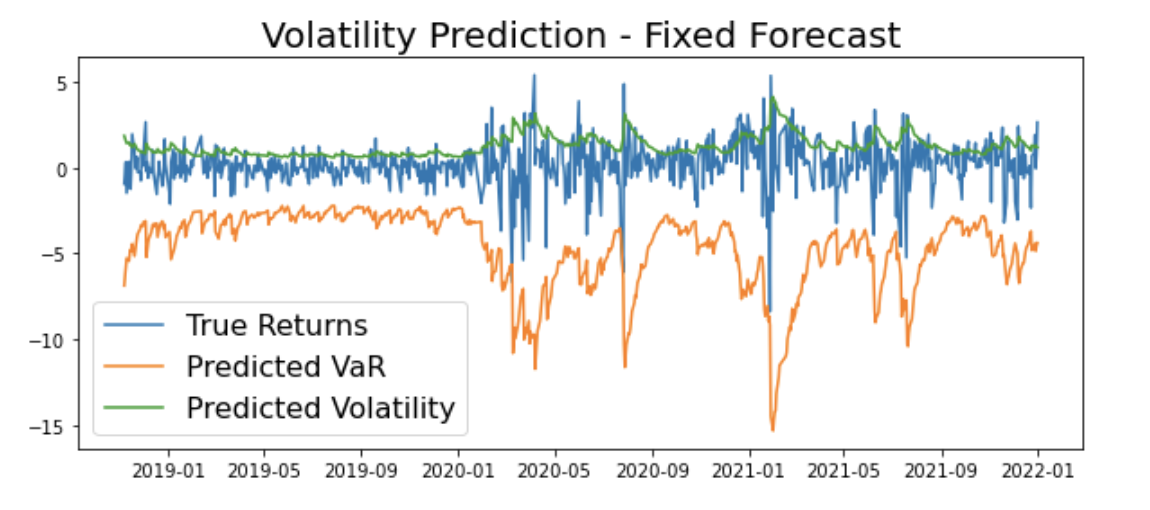 Volatility Prediction - Fixed Forecast
5
0
−5
−10
−15
True Returns
Predicted VaR
Predicted Volatility
2019-01 2019-05 2019-09 2020-01 2020-05 2020-09 2021-01 2021-05 2021-09 2022-01